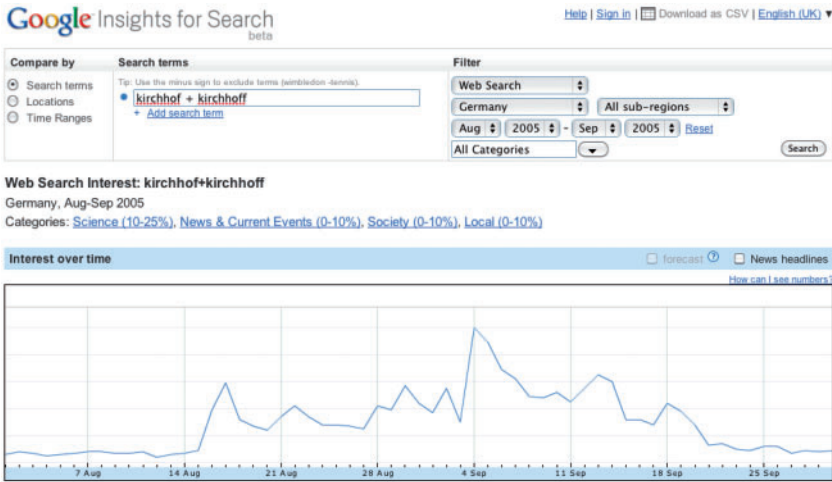 Google Insights for Search
beta
Help | Sign in | Download as CSV | English (UK) ▼
Compare by
Search terms
Filter
Search terms
Locations
Time Ranges
Tip: Use the minus sign to exclude terms (wimbledon -tennis).
kirchhof + kirchhoff
+ Add search term
Web Search
Germany
All sub-regions
Aug 2005 - Sep 2005 Reset
All Categories
Search
Web Search Interest: kirchhof+kirchhoff
Germany, Aug-Sep 2005
Categories: Science (10-25%), News & Current Events (0-10%), Society (0-10%), Local (0-10%)
Interest over time
forecast ?
News headlines
How can I see numbers?
7 Aug 14 Aug 21 Aug 28 Aug 4 Sep 11 Sep 18 Sep 25 Sep